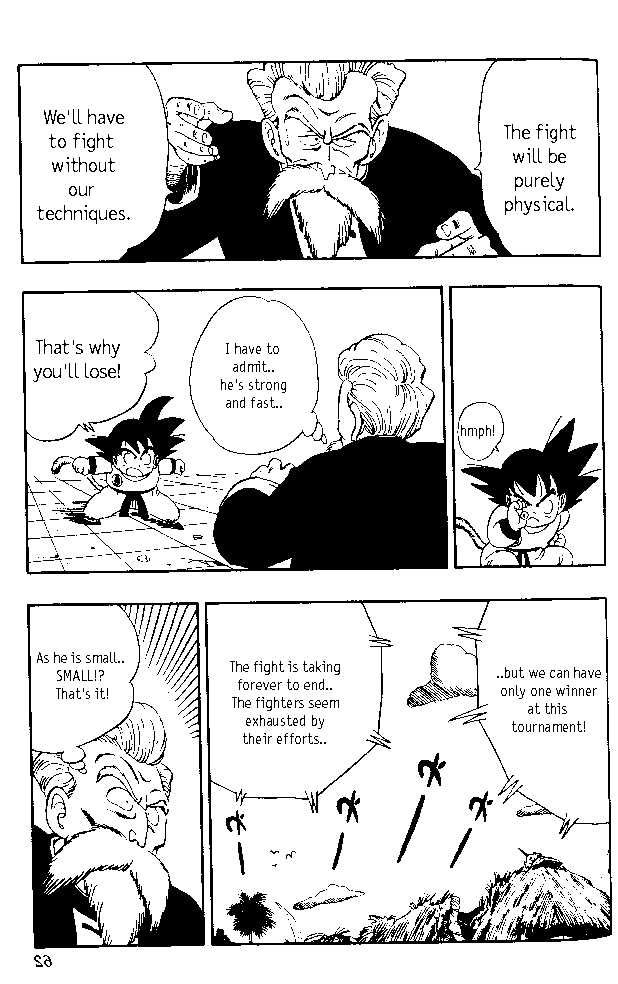 We'll have
to fight
without
our
techniques.
The fight
will be
purely
physical.
That's why
you'll lose!
I have to
admit..
he's strong
and fast..
hmph!
As he is small..
SMALL!?
That's it!
The fight is taking
forever to end..
The fighters seem
exhausted by
their efforts..
..but we can have
only one winner
at this
tournament!
62